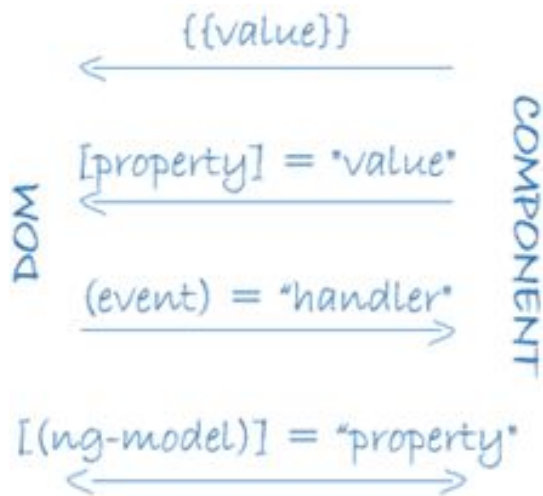 {{value}}
[property] = "value"
(event) = "handler"
[(ng-model)] = "property"
DOM
COMPONENT